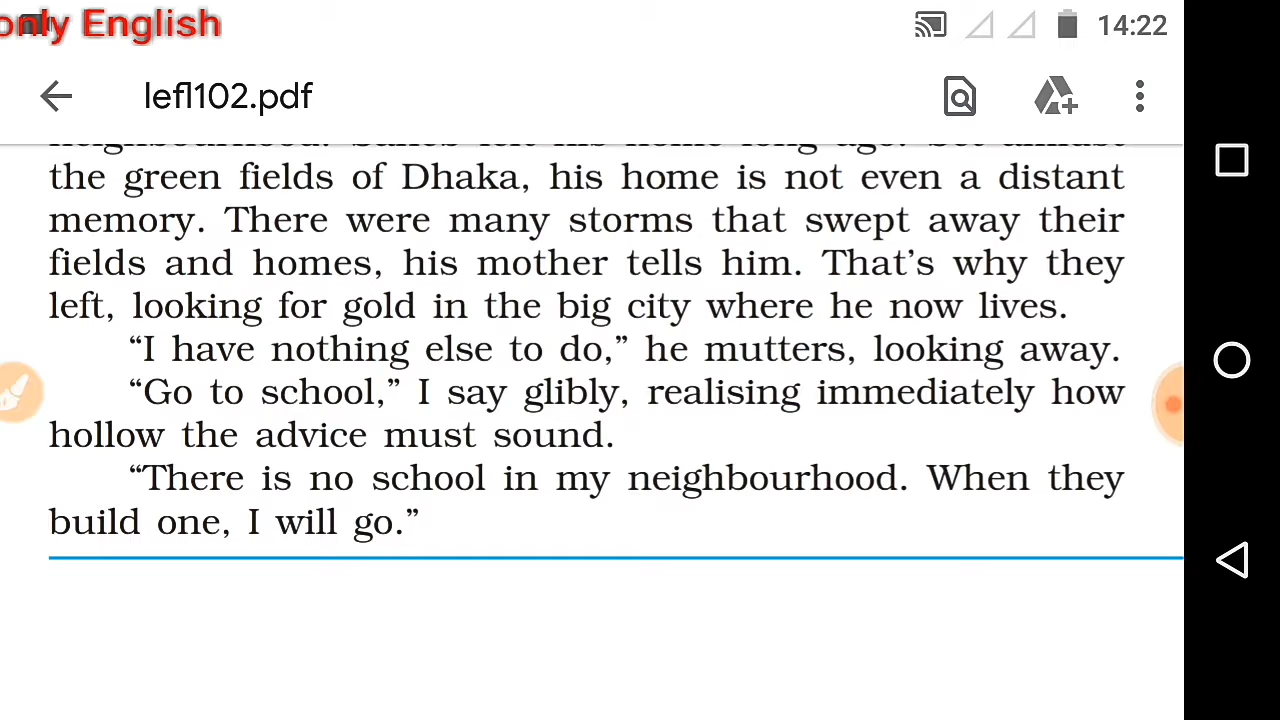 only English
14:22
lefl102.pdf
the green fields of Dhaka, his home is not even a distant
memory. There were many storms that swept away their
fields and homes, his mother tells him. That’s why they
left, looking for gold in the big city where he now lives.
“I have nothing else to do,” he mutters, looking away.
“Go to school,” I say glibly, realising immediately how
hollow the advice must sound.
“There is no school in my neighbourhood. When they
build one, I will go.”